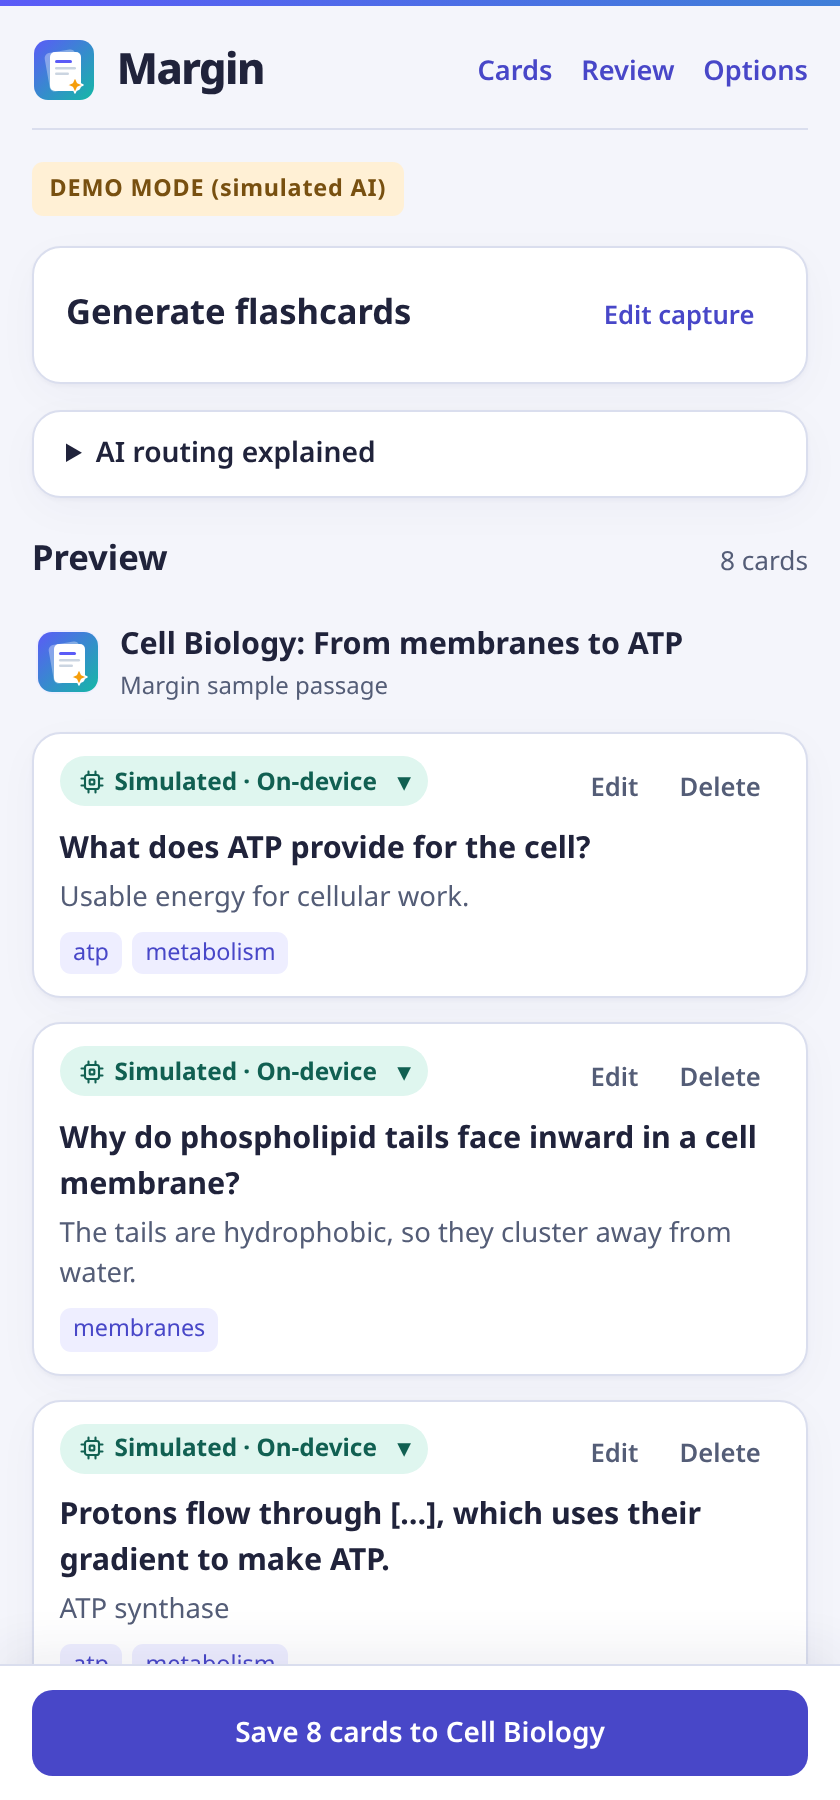 Margin
Cards Review Options
DEMO MODE (simulated AI)
Generate flashcards
Edit capture
▶ AI routing explained
Preview
8 cards
Cell Biology: From membranes to ATP
Margin sample passage
Simulated · On-device ▼
Edit Delete
What does ATP provide for the cell?
Usable energy for cellular work.
atp metabolism
Simulated · On-device ▼
Edit Delete
Why do phospholipid tails face inward in a cell
membrane?
The tails are hydrophobic, so they cluster away from
water.
membranes
Simulated · On-device ▼
Edit Delete
Protons flow through [...], which uses their
gradient to make ATP.
ATP synthase
atp metabolism
Save 8 cards to Cell Biology